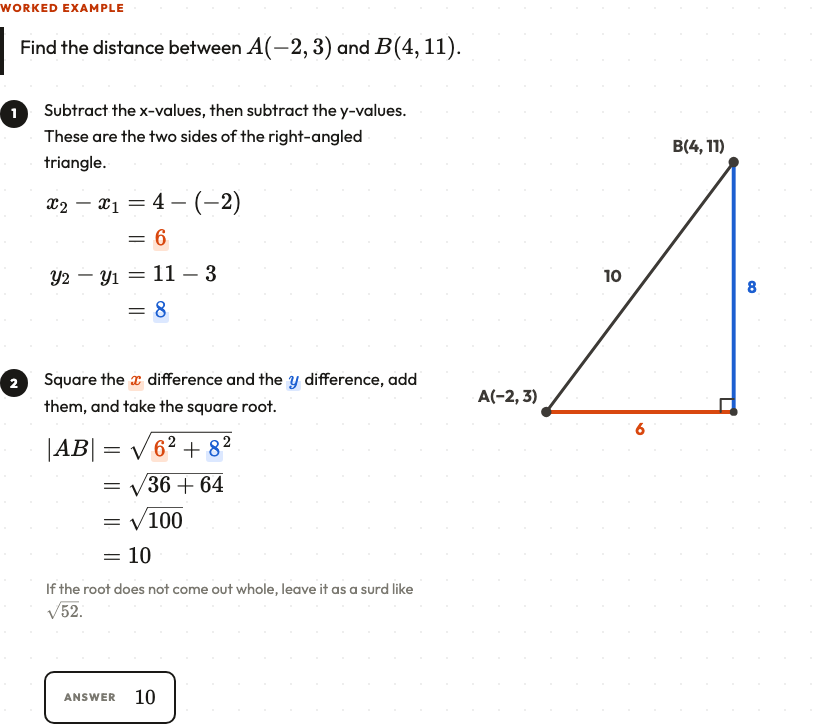 WORKED EXAMPLE
Find the distance between A(−2, 3) and B(4, 11).
1
Subtract the x-values, then subtract the y-values.
These are the two sides of the right-angled
triangle.
x₂ − x₁ = 4 − (−2)
= 6
y₂ − y₁ = 11 − 3
= 8
2
Square the x difference and the y difference, add
them, and take the square root.
|AB| = √(6² + 8²)
= √(36 + 64)
= √100
= 10
If the root does not come out whole, leave it as a surd like
√52.
ANSWER 10
B(4, 11)
10
8
A(−2, 3)
6